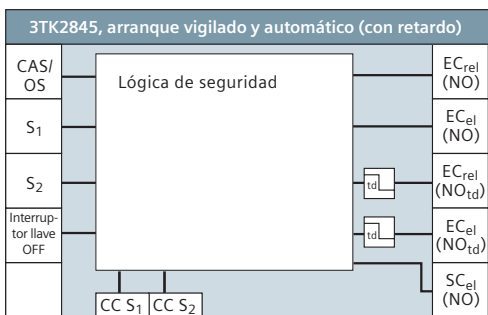 3TK2845, arranque vigilado y automático (con retardo)
CAS/
OS
S1
S2
Interrup-
tor llave
OFF
Lógica de seguridad
td
td
CC S1
CC S2
ECrel
(NO)
ECel
(NO)
ECrel
(NOtd)
ECel
(NOtd)
SCel
(NO)